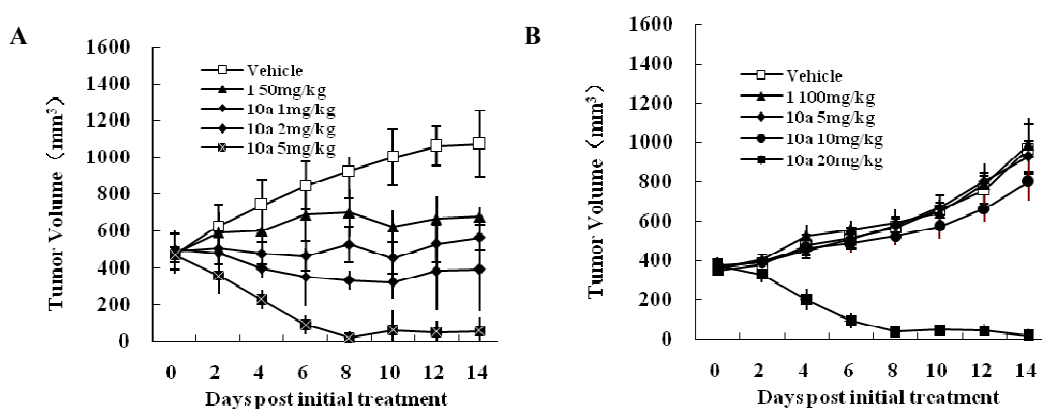 A
Tumor Volume（mm³）
1600
1400
1200
1000
800
600
400
200
0
Vehicle
1 50mg/kg
10a 1mg/kg
10a 2mg/kg
10a 5mg/kg
0 2 4 6 8 10 12 14
Days post initial treatment
B
Tumor Volume（mm³）
1600
1400
1200
1000
800
600
400
200
0
Vehicle
1 100mg/kg
10a 5mg/kg
10a 10mg/kg
10a 20mg/kg
0 2 4 6 8 10 12 14
Days post initial treatment